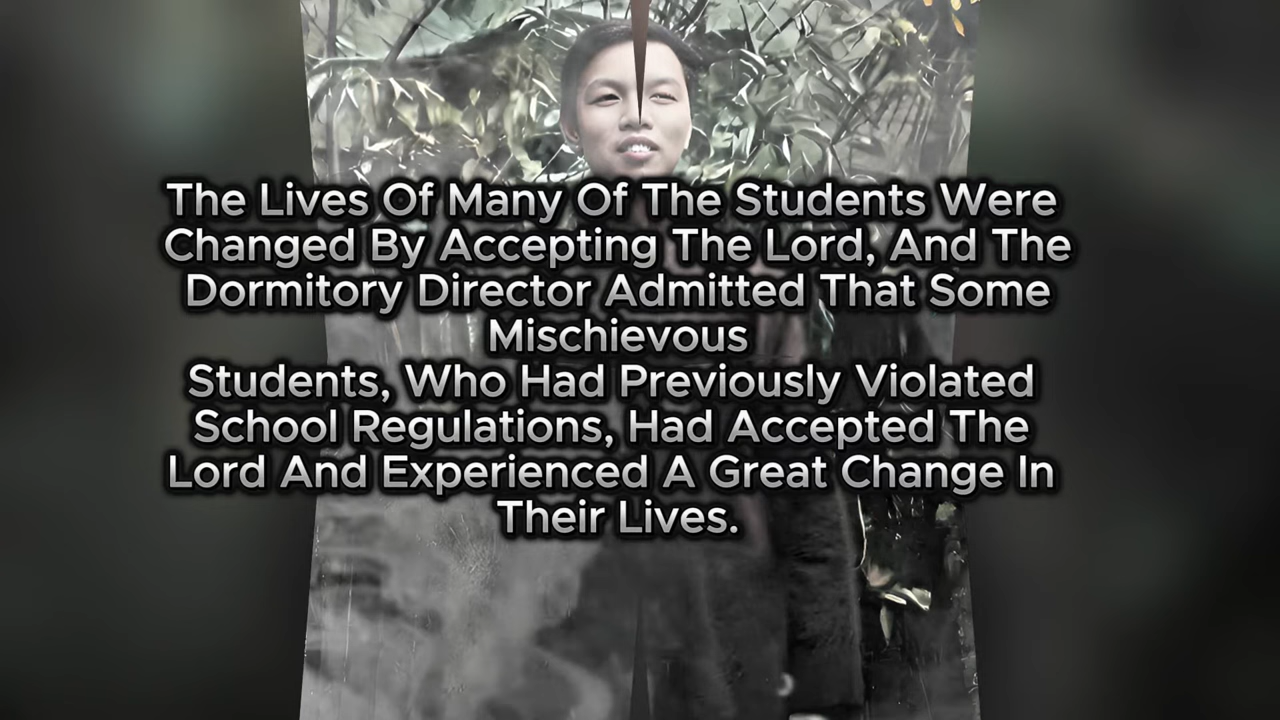 The Lives Of Many Of The Students Were
Changed By Accepting The Lord, And The
Dormitory Director Admitted That Some
Mischievous
Students, Who Had Previously Violated
School Regulations, Had Accepted The
Lord And Experienced A Great Change In
Their Lives.